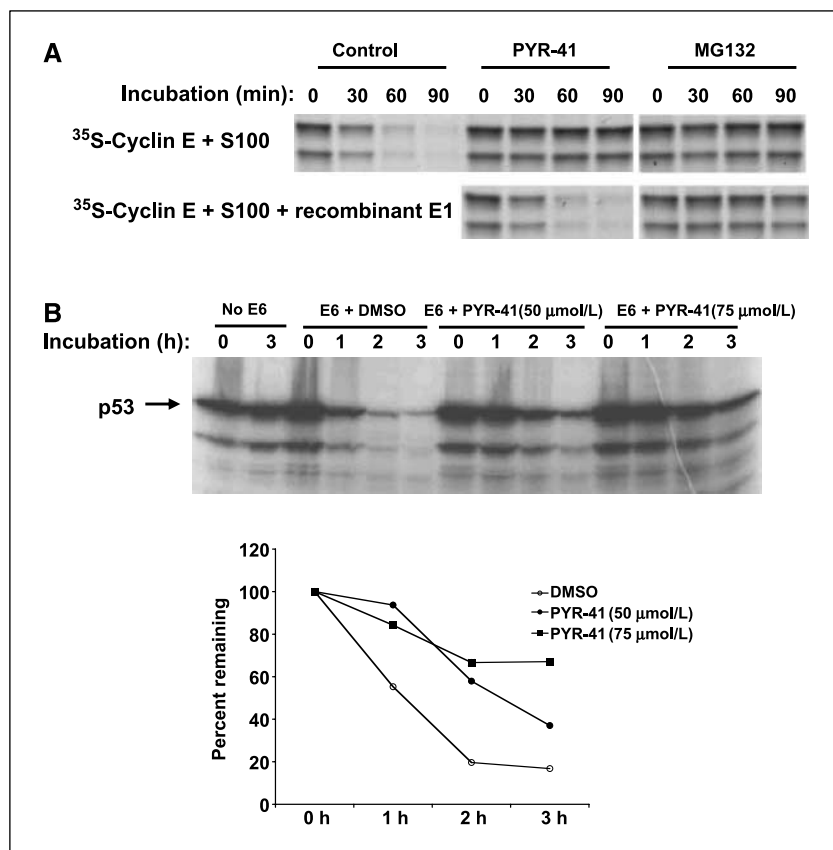 A
Control PYR-41 MG132
Incubation (min): 0 30 60 90 0 30 60 90 0 30 60 90
³⁵S-Cyclin E + S100
³⁵S-Cyclin E + S100 + recombinant E1
B
No E6 E6 + DMSO E6 + PYR-41(50 μmol/L) E6 + PYR-41(75 μmol/L)
Incubation (h): 0 3 0 1 2 3 0 1 2 3 0 1 2 3
p53
Percent remaining
120
100
80
60
40
20
0
DMSO
PYR-41 (50 μmol/L)
PYR-41 (75 μmol/L)
0 h 1 h 2 h 3 h